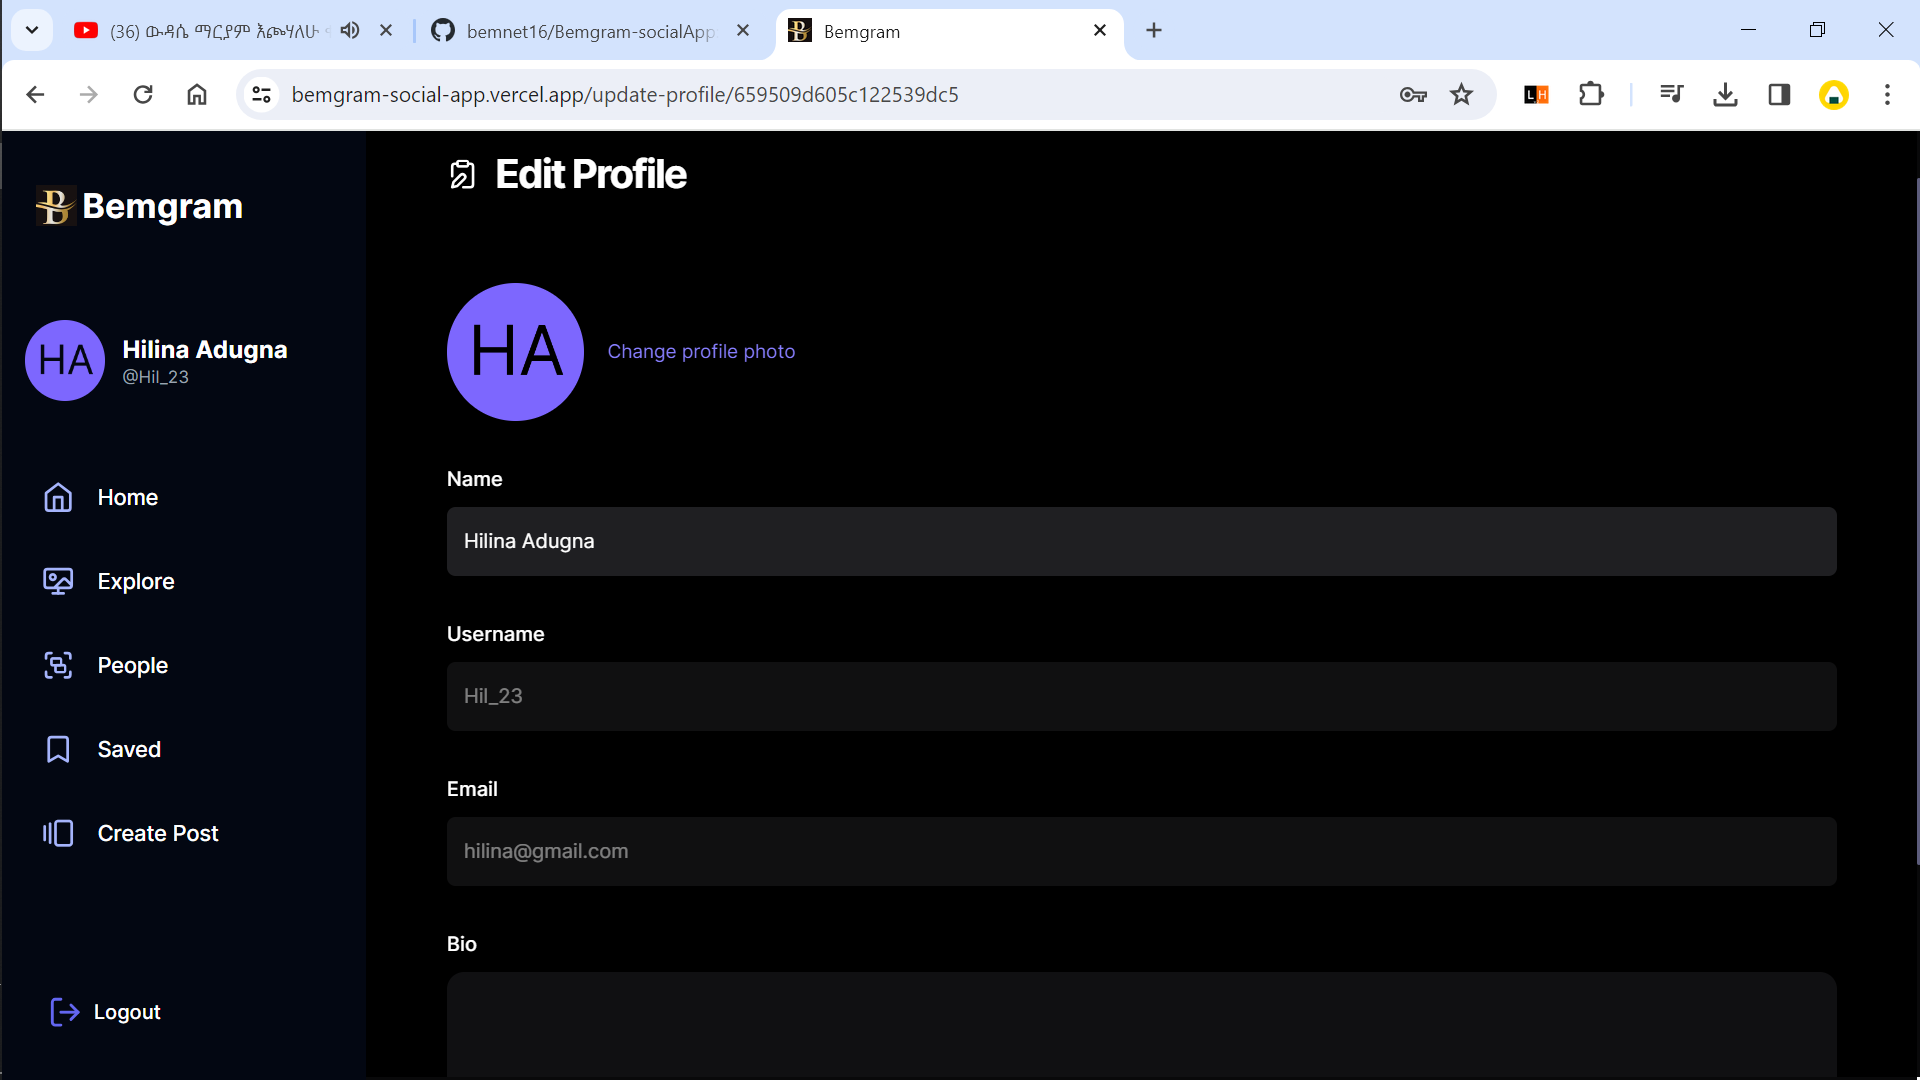 (36) ውዳሴ ማርያም እጮሃለሁ
bemnet16/Bemgram-socialApp
Bemgram
bemgram-social-app.vercel.app/update-profile/659509d605c122539dc5
LH
B Bemgram
Edit Profile
HA
Hilina Adugna
@Hil_23
HA
Change profile photo
Home
Explore
People
Saved
Create Post
Logout
Name
Hilina Adugna
Username
Hil_23
Email
hilina@gmail.com
Bio